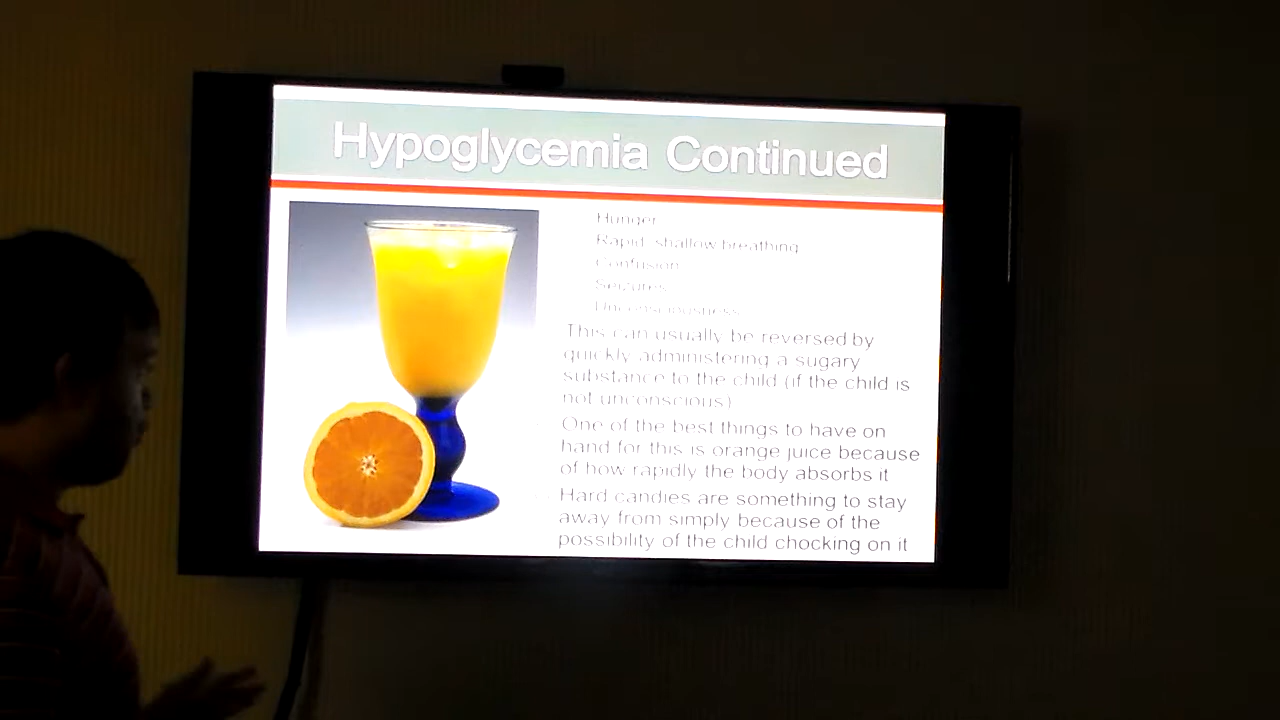 Hypoglycemia Continued
Hunger
Rapid, shallow breathing
Confusion
Seizures
Unconsciousness
This can usually be reversed by
quickly administering a sugary
substance to the child (if the child is
not unconscious)
One of the best things to have on
hand for this is orange juice because
of how rapidly the body absorbs it
Hard candies are something to stay
away from simply because of the
possibility of the child chocking on it